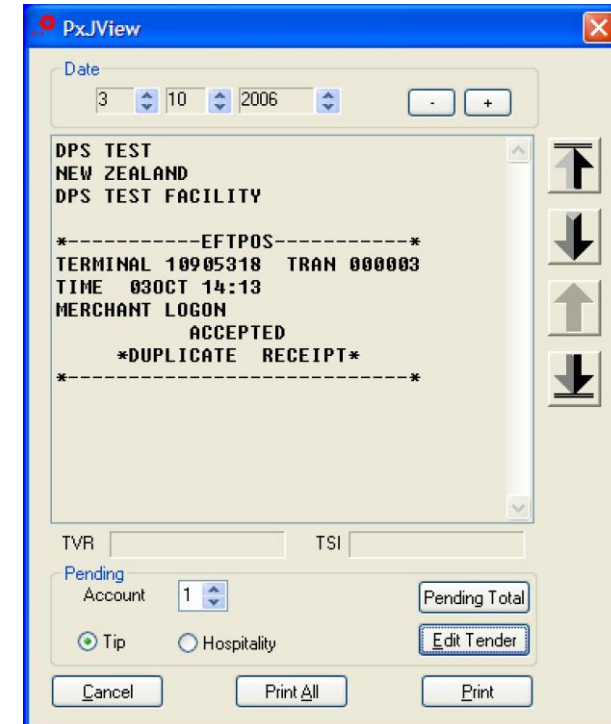 PxJView
Date
3 10 2006 - +
DPS TEST
NEW ZEALAND
DPS TEST FACILITY
*-----------EFTPOS-----------*
TERMINAL 10905318 TRAN 000003
TIME 03OCT 14:13
MERCHANT LOGON
ACCEPTED
*DUPLICATE RECEIPT*
*----------------------------*
TVR TSI
Pending
Account 1 Pending Total
Tip Hospitality Edit Tender
Cancel Print All Print